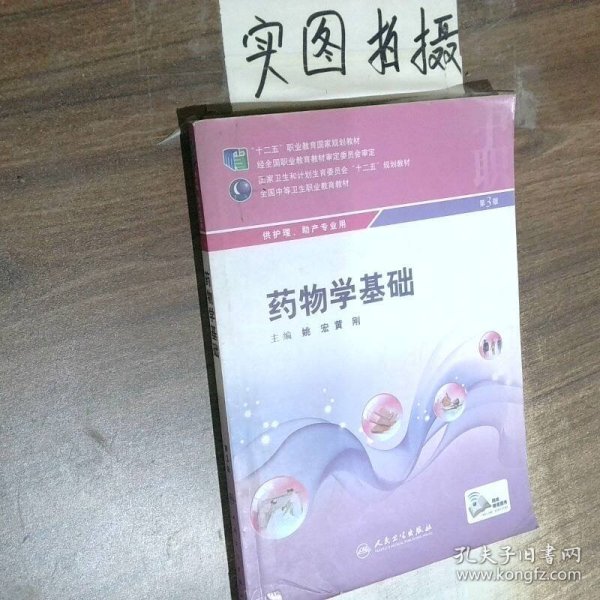 实图拍摄
"十二五"职业教育国家规划教材
经全国职业教育教材审定委员会审定
国家卫生和计划生育委员会"十二五"规划教材
全国中等卫生职业教育教材
中职
第3版
供护理、助产专业用
药物学基础
主编 姚 宏 黄 刚
人民卫生出版社
孔夫子旧书网
www.kongfz.com